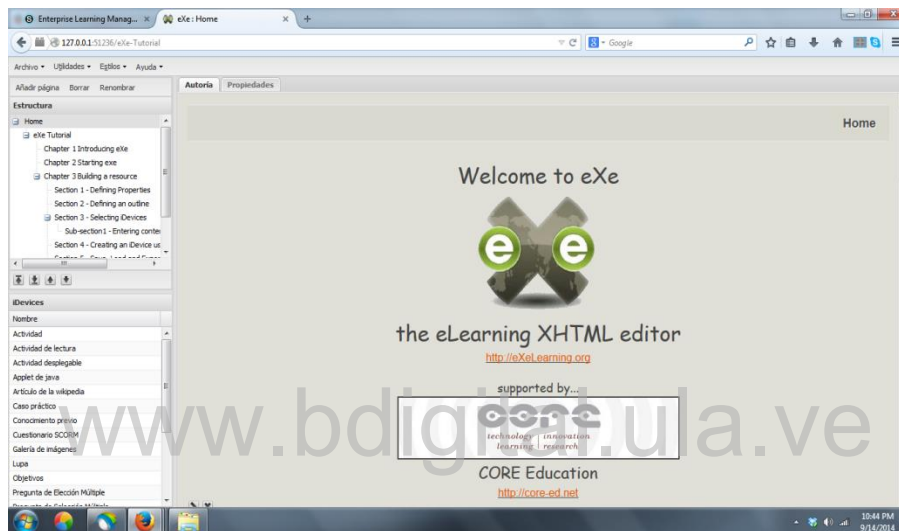 Enterprise Learning Manag... × eXe : Home × +
127.0.0.1:51236/eXe-Tutorial Google
Archivo Utilidades Estilos Ayuda
Añadir página Borrar Renombrar
Autoría Propiedades
Estructura
Home
Home
eXe Tutorial
Chapter 1 Introducing eXe
Chapter 2 Starting exe
Chapter 3 Building a resource
Section 1 - Defining Properties
Section 2 - Defining an outline
Section 3 - Selecting iDevices
Sub-section1 - Entering conter
Section 4 - Creating an iDevice us
iDevices
Nombre
Actividad
Actividad de lectura
Actividad desplegable
Applet de java
Artículo de la wikipedia
Caso práctico
Conocimiento previo
Cuestionario SCORM
Galería de imágenes
Lupa
Objetivos
Pregunta de Elección Múltiple
Welcome to eXe
e e
the eLearning XHTML editor
http://eXeLearning.org
supported by...
core
technology innovation
learning research
CORE Education
http://core-ed.net
www.bdigital.ula.ve
10:44 PM
9/14/2014